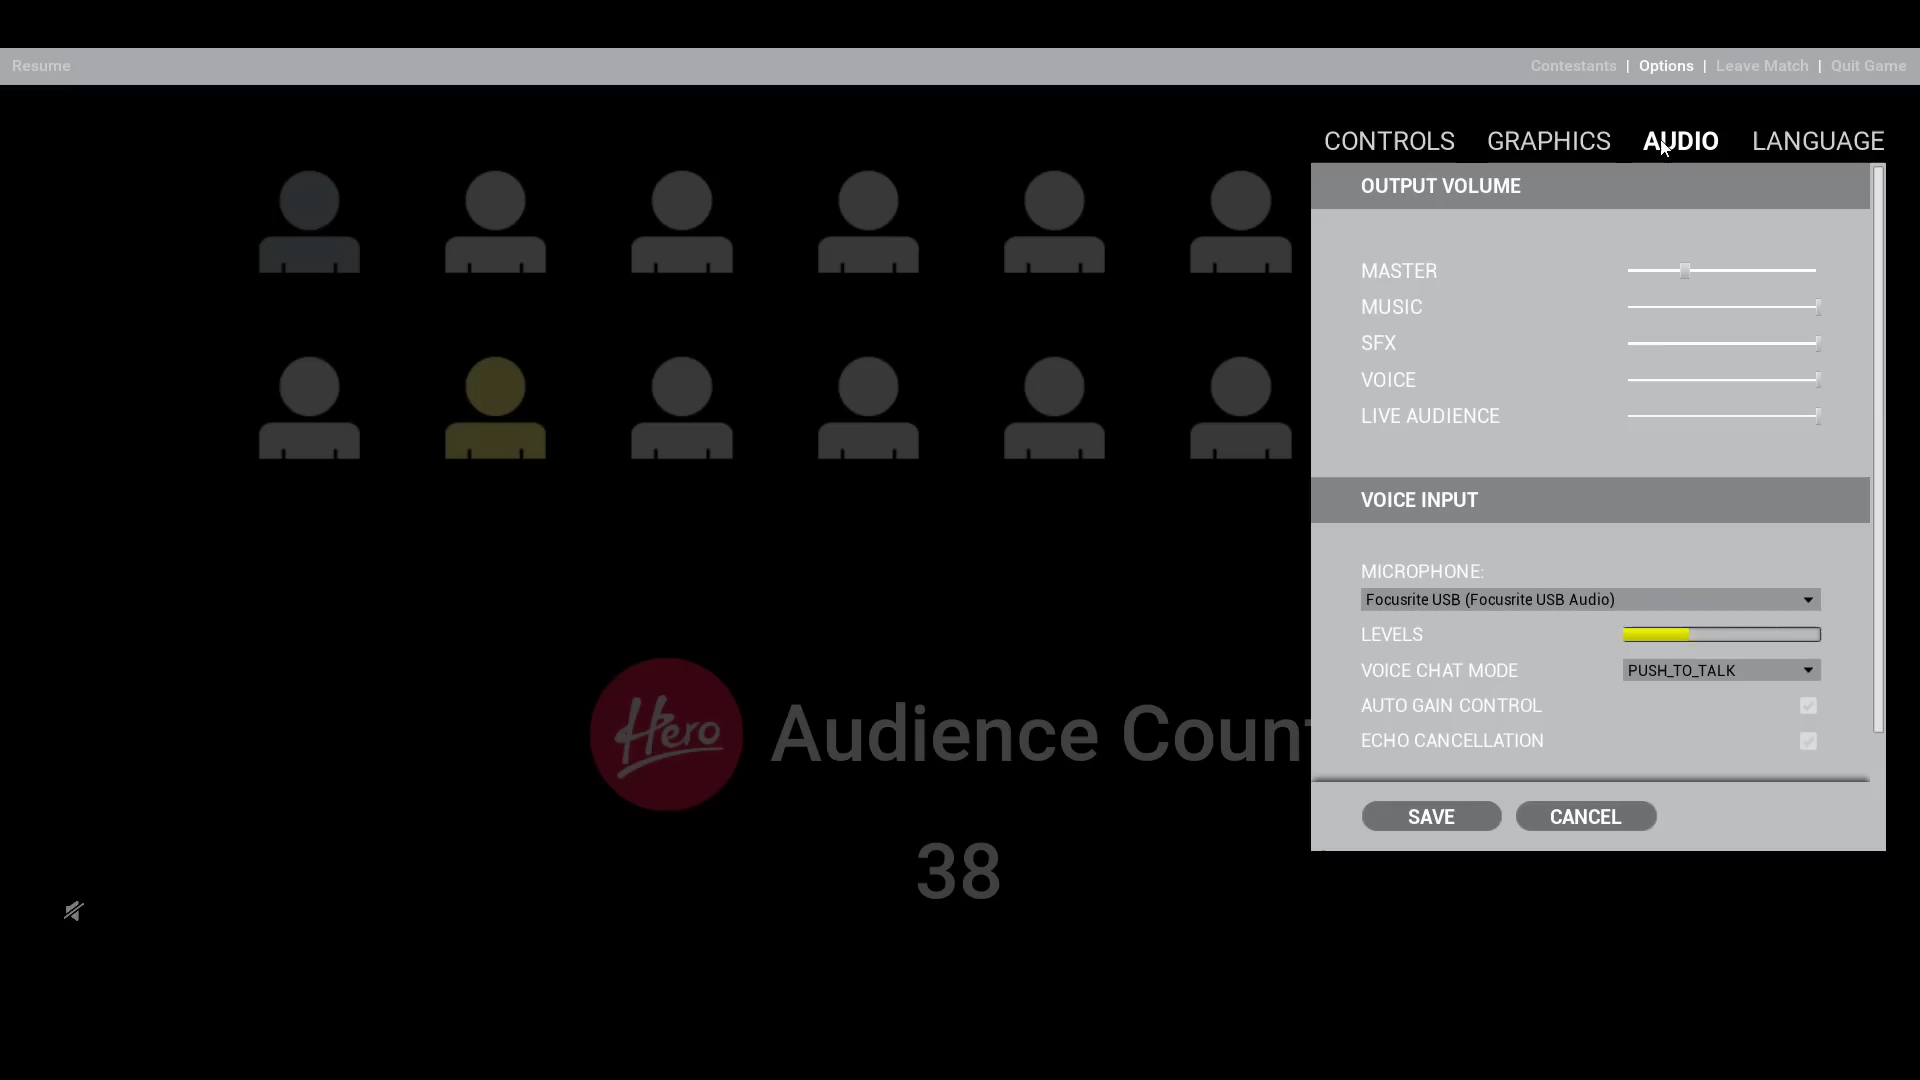 Resume
Contestants | Options | Leave Match | Quit Game
CONTROLS GRAPHICS AUDIO LANGUAGE
OUTPUT VOLUME
MASTER
MUSIC
SFX
VOICE
LIVE AUDIENCE
VOICE INPUT
MICROPHONE:
Focusrite USB (Focusrite USB Audio)
LEVELS
VOICE CHAT MODE PUSH_TO_TALK
AUTO GAIN CONTROL
ECHO CANCELLATION
SAVE CANCEL
Hero
Audience Count
38